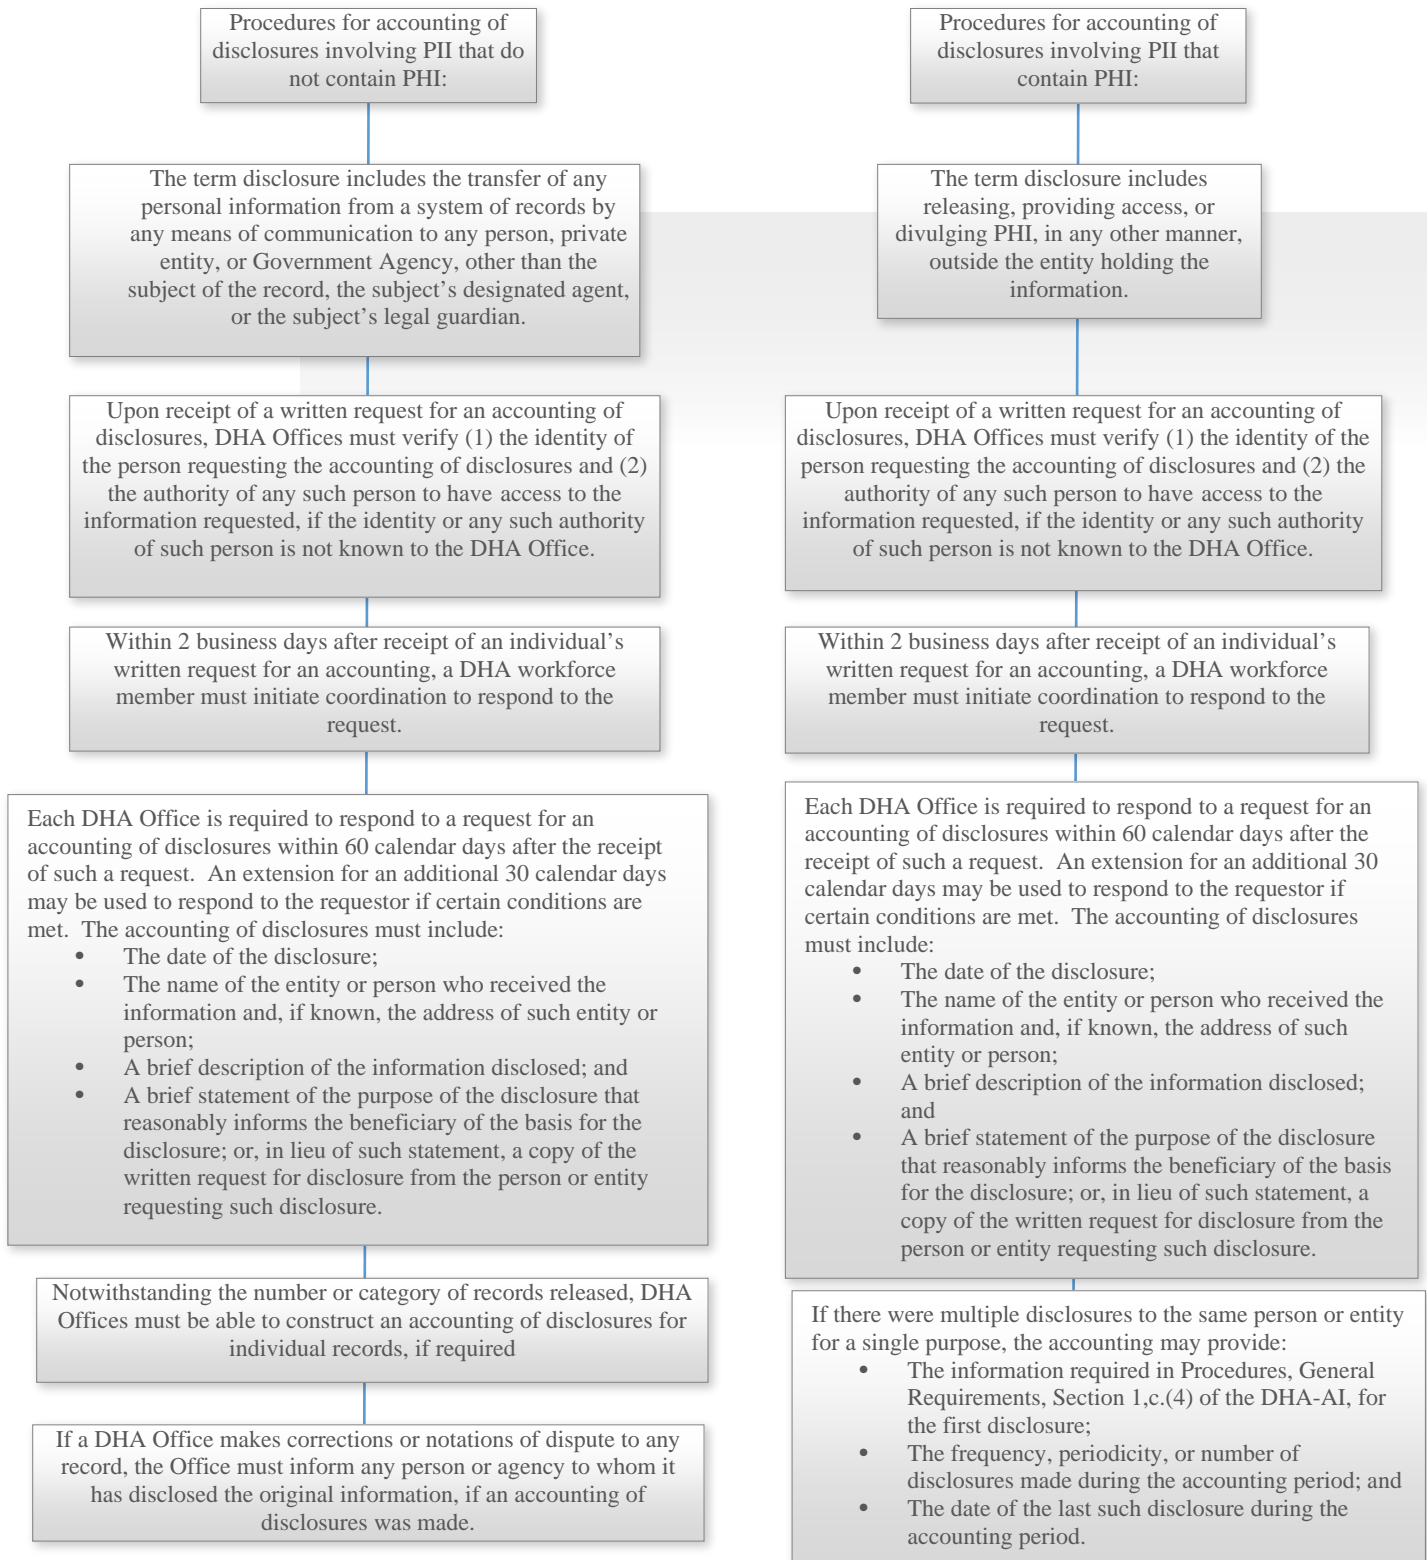 Procedures for accounting of
disclosures involving PII that do
not contain PHI:
The term disclosure includes the transfer of any
personal information from a system of records by
any means of communication to any person, private
entity, or Government Agency, other than the
subject of the record, the subject’s designated agent,
or the subject’s legal guardian.
Upon receipt of a written request for an accounting of
disclosures, DHA Offices must verify (1) the identity of
the person requesting the accounting of disclosures and (2)
the authority of any such person to have access to the
information requested, if the identity or any such authority
of such person is not known to the DHA Office.
Within 2 business days after receipt of an individual’s
written request for an accounting, a DHA workforce
member must initiate coordination to respond to the
request.
Each DHA Office is required to respond to a request for an
accounting of disclosures within 60 calendar days after the receipt
of such a request. An extension for an additional 30 calendar days
may be used to respond to the requestor if certain conditions are
met. The accounting of disclosures must include:
• The date of the disclosure;
• The name of the entity or person who received the
information and, if known, the address of such entity or
person;
• A brief description of the information disclosed; and
• A brief statement of the purpose of the disclosure that
reasonably informs the beneficiary of the basis for the
disclosure; or, in lieu of such statement, a copy of the
written request for disclosure from the person or entity
requesting such disclosure.
Notwithstanding the number or category of records released, DHA
Offices must be able to construct an accounting of disclosures for
individual records, if required
If a DHA Office makes corrections or notations of dispute to any
record, the Office must inform any person or agency to whom it
has disclosed the original information, if an accounting of
disclosures was made.
Procedures for accounting of
disclosures involving PII that
contain PHI:
The term disclosure includes
releasing, providing access, or
divulging PHI, in any other manner,
outside the entity holding the
information.
Upon receipt of a written request for an accounting of
disclosures, DHA Offices must verify (1) the identity of the
person requesting the accounting of disclosures and (2) the
authority of any such person to have access to the
information requested, if the identity or any such authority
of such person is not known to the DHA Office.
Within 2 business days after receipt of an individual’s
written request for an accounting, a DHA workforce
member must initiate coordination to respond to the
request.
Each DHA Office is required to respond to a request for an
accounting of disclosures within 60 calendar days after the
receipt of such a request. An extension for an additional 30
calendar days may be used to respond to the requestor if
certain conditions are met. The accounting of disclosures
must include:
• The date of the disclosure;
• The name of the entity or person who received the
information and, if known, the address of such
entity or person;
• A brief description of the information disclosed;
and
• A brief statement of the purpose of the disclosure
that reasonably informs the beneficiary of the basis
for the disclosure; or, in lieu of such statement, a
copy of the written request for disclosure from the
person or entity requesting such disclosure.
If there were multiple disclosures to the same person or entity
for a single purpose, the accounting may provide:
• The information required in Procedures, General
Requirements, Section 1,c.(4) of the DHA-AI, for
the first disclosure;
• The frequency, periodicity, or number of
disclosures made during the accounting period; and
• The date of the last such disclosure during the
accounting period.